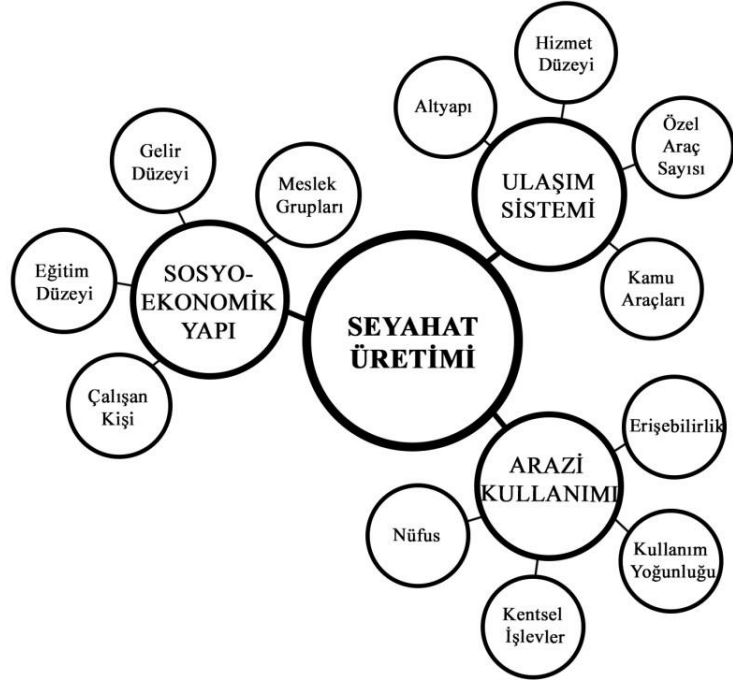 Hizmet
Düzeyi
Altyapı
Özel
Araç
Sayısı
ULAŞIM
SİSTEMİ
Kamu
Araçları
Gelir
Düzeyi
Meslek
Grupları
Eğitim
Düzeyi
SOSYO-
EKONOMİK
YAPI
Çalışan
Kişi
SEYAHAT
ÜRETİMİ
Erişebilirlik
ARAZİ
KULLANIMI
Nüfus
Kullanım
Yoğunluğu
Kentsel
İşlevler